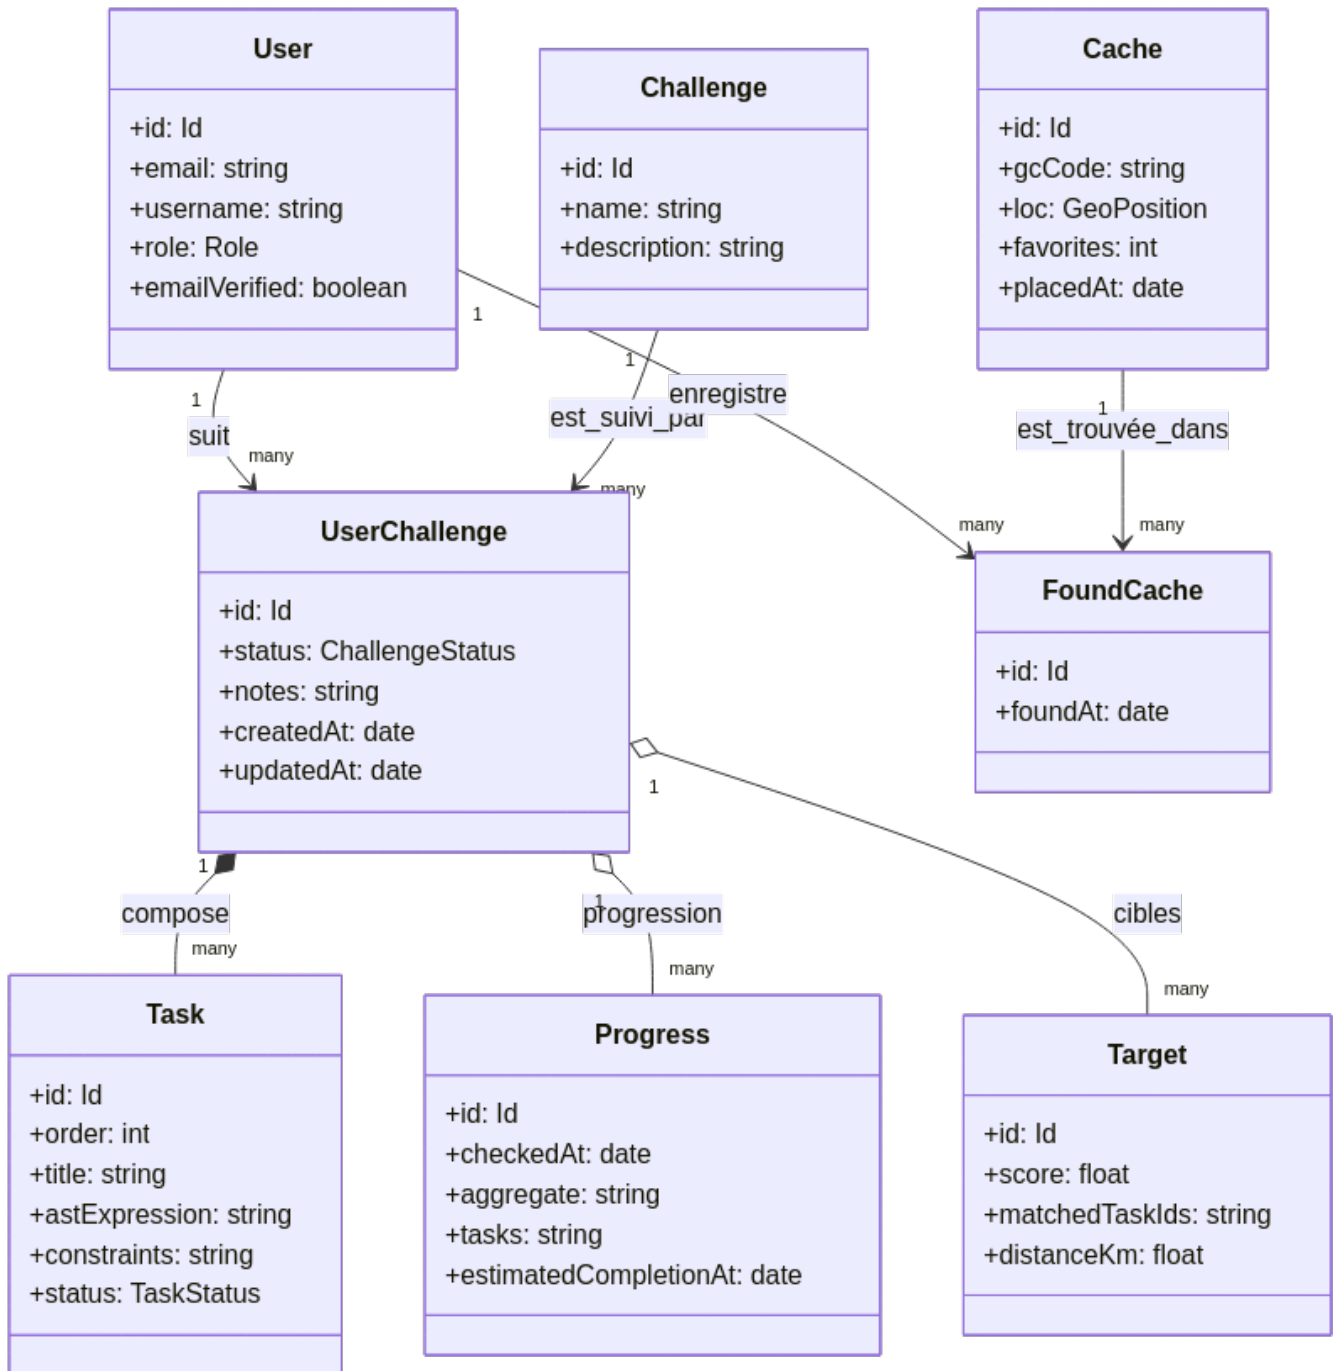 User
+id: Id
+email: string
+username: string
+role: Role
+emailVerified: boolean
Challenge
+id: Id
+name: string
+description: string
Cache
+id: Id
+gcCode: string
+loc: GeoPosition
+favorites: int
+placedAt: date
1
suit
many
1
est_suivi_par
many
1
enregistre
many
1
est_trouvée_dans
many
UserChallenge
+id: Id
+status: ChallengeStatus
+notes: string
+createdAt: date
+updatedAt: date
FoundCache
+id: Id
+foundAt: date
1
compose
many
1
progression
many
1
cibles
many
Task
+id: Id
+order: int
+title: string
+astExpression: string
+constraints: string
+status: TaskStatus
Progress
+id: Id
+checkedAt: date
+aggregate: string
+tasks: string
+estimatedCompletionAt: date
Target
+id: Id
+score: float
+matchedTaskIds: string
+distanceKm: float